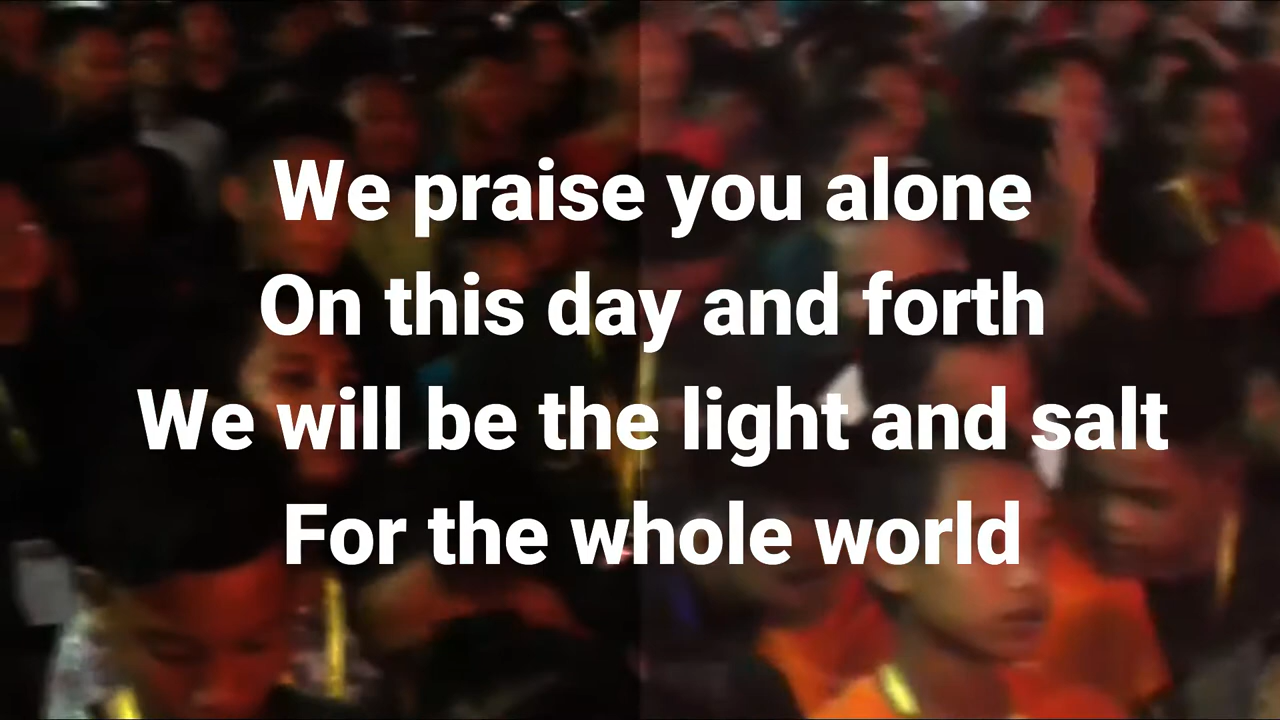 We praise you alone
On this day and forth
We will be the light and salt
For the whole world